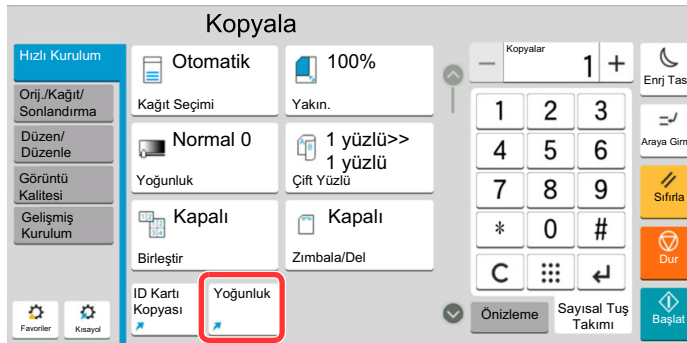 Kopyala
Hızlı Kurulum
Orij./Kağıt/
Sonlandırma
Düzen/
Düzenle
Görüntü
Kalitesi
Gelişmiş
Kurulum
Favoriler
Kısayol
Otomatik
Kağıt Seçimi
100%
Yakın.
Normal 0
Yoğunluk
1 yüzlü>>
1 yüzlü
Çift Yüzlü
Kapalı
Birleştir
Kapalı
Zımbala/Del
ID Kartı
Kopyası
Yoğunluk
Kopyalar
— 1 +
1 2 3
4 5 6
7 8 9
* 0 #
C
Önizleme
Sayısal Tuş
Takımı
Enrj Tas
Araya Girm
Sıfırla
Dur
Başlat